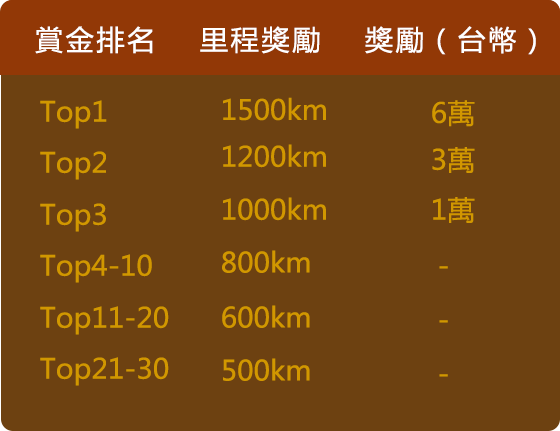 賞金排名 里程獎勵 獎勵（台幣）
Top1 1500km 6萬
Top2 1200km 3萬
Top3 1000km 1萬
Top4-10 800km -
Top11-20 600km -
Top21-30 500km -